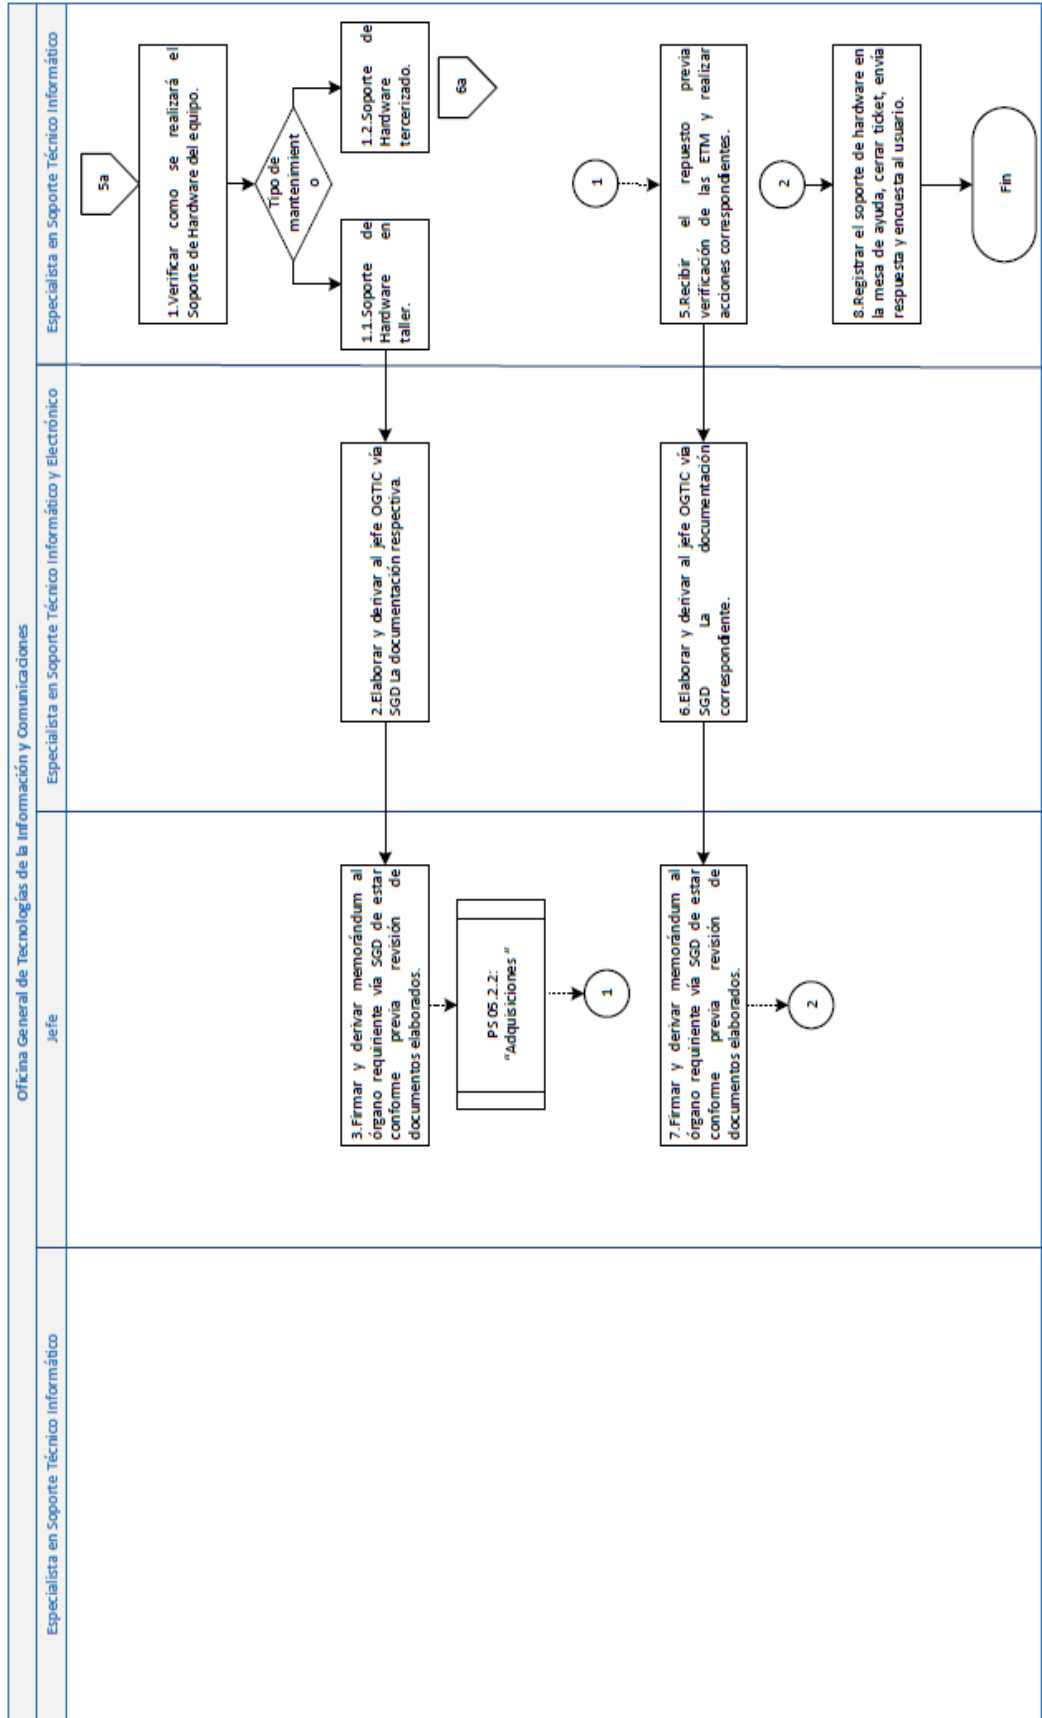 Oficina General de Tecnologías de la Información y Comunicaciones
Especialista en Soporte Técnico Informático
Jefe
Especialista en Soporte Técnico Informático y Electrónico
Especialista en Soporte Técnico Informático
5a
1.Verificar como se realizará el
Soporte de Hardware del equipo.
Tipo de
mantenimient
o
1.1.Soporte de
Hardware en
taller.
1.2.Soporte de
Hardware
tercerizado.
6a
2.Elaborar y derivar al jefe OGTIC vía
SGD La documentación respectiva.
3.Firmar y derivar memorándum al
órgano requiriente vía SGD de estar
conforme previa revisión de
documentos elaborados.
PS 05.2.2:
"Adquisiciones "
1
1
5.Recibir el repuesto previa
verificación de las ETM y realizar
acciones correspondientes.
6.Elaborar y derivar al jefe OGTIC vía
SGD La documentación
correspondiente.
7.Firmar y derivar memorándum al
órgano requiriente vía SGD de estar
conforme previa revisión de
documentos elaborados.
2
2
8.Registrar el soporte de hardware en
la mesa de ayuda, cerrar ticket, envía
respuesta y encuesta al usuario.
Fin